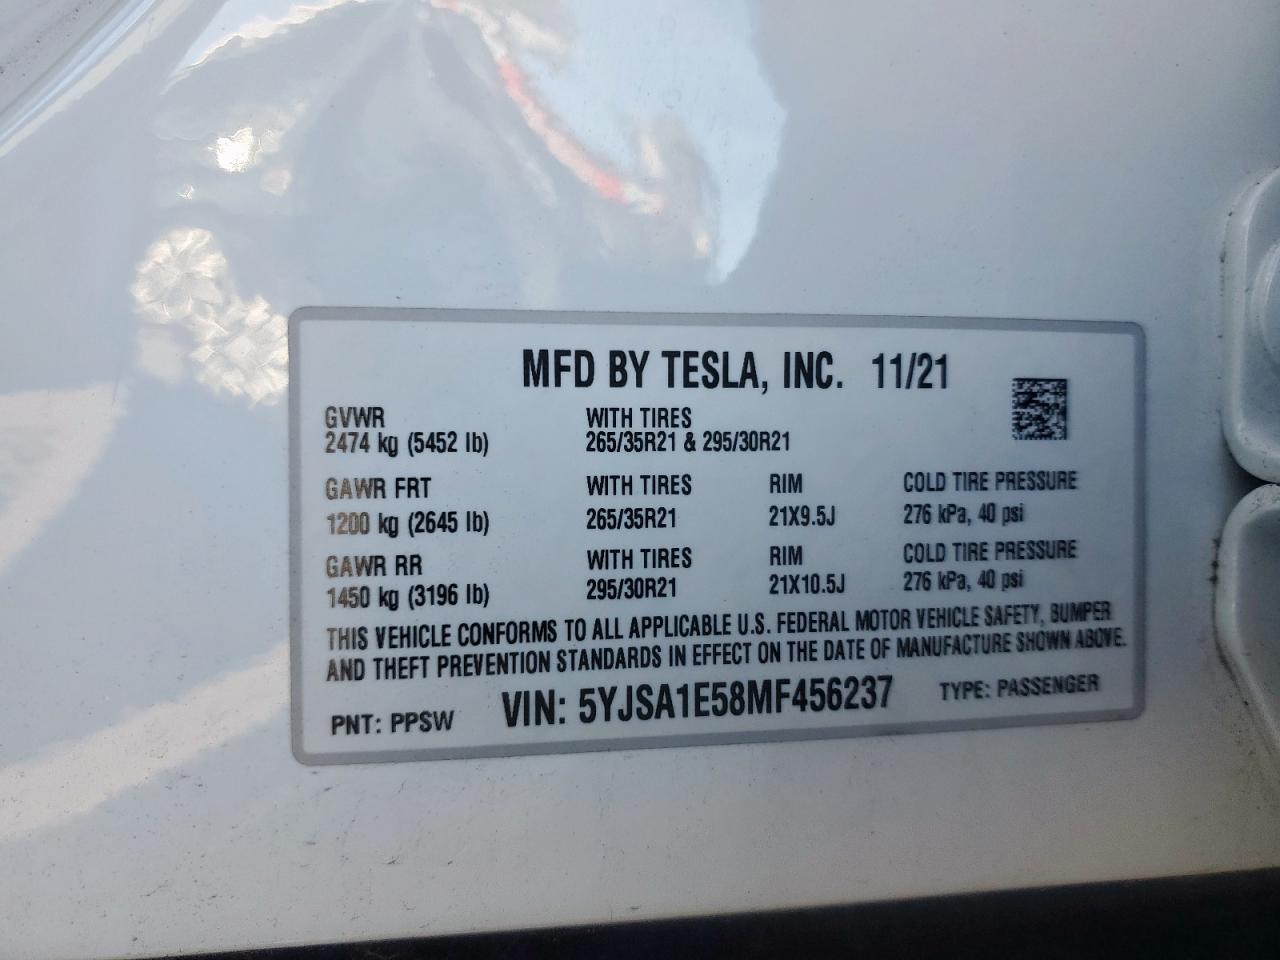 MFD BY TESLA, INC. 11/21
GVWR WITH TIRES
2474 kg (5452 lb) 265/35R21 & 295/30R21
GAWR FRT WITH TIRES RIM COLD TIRE PRESSURE
1200 kg (2645 lb) 265/35R21 21X9.5J 276 kPa, 40 psi
GAWR RR WITH TIRES RIM COLD TIRE PRESSURE
1450 kg (3196 lb) 295/30R21 21X10.5J 276 kPa, 40 psi
THIS VEHICLE CONFORMS TO ALL APPLICABLE U.S. FEDERAL MOTOR VEHICLE SAFETY, BUMPER
AND THEFT PREVENTION STANDARDS IN EFFECT ON THE DATE OF MANUFACTURE SHOWN ABOVE.
PNT: PPSW VIN: 5YJSA1E58MF456237 TYPE: PASSENGER